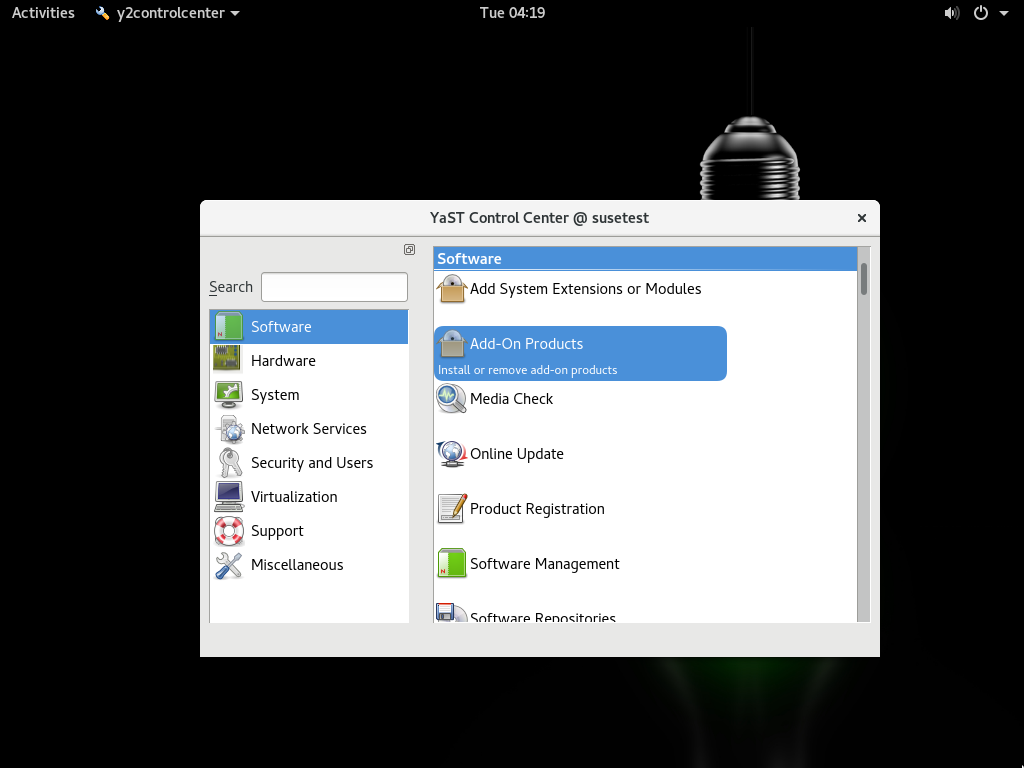 Activities
y2controlcenter
Tue 04:19
YaST Control Center @ susetest
Search
Software
Hardware
System
Network Services
Security and Users
Virtualization
Support
Miscellaneous
Software
Add System Extensions or Modules
Add-On Products
Install or remove add-on products
Media Check
Online Update
Product Registration
Software Management
Software Repositories